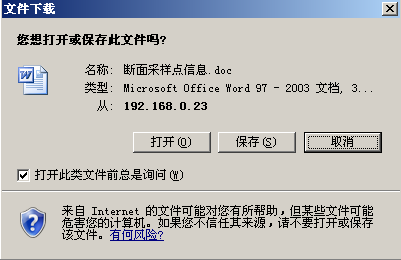 文件下载
您想打开或保存此文件吗?
名称: 断面采样点信息.doc
类型: Microsoft Office Word 97 - 2003 文档, 3...
从: 192.168.0.23
打开(O) 保存(S) 取消
打开此类文件前总是询问(W)
来自 Internet 的文件可能对您有所帮助，但某些文件可能
危害您的计算机。如果您不信任其来源，请不要打开或保存
该文件。有何风险?